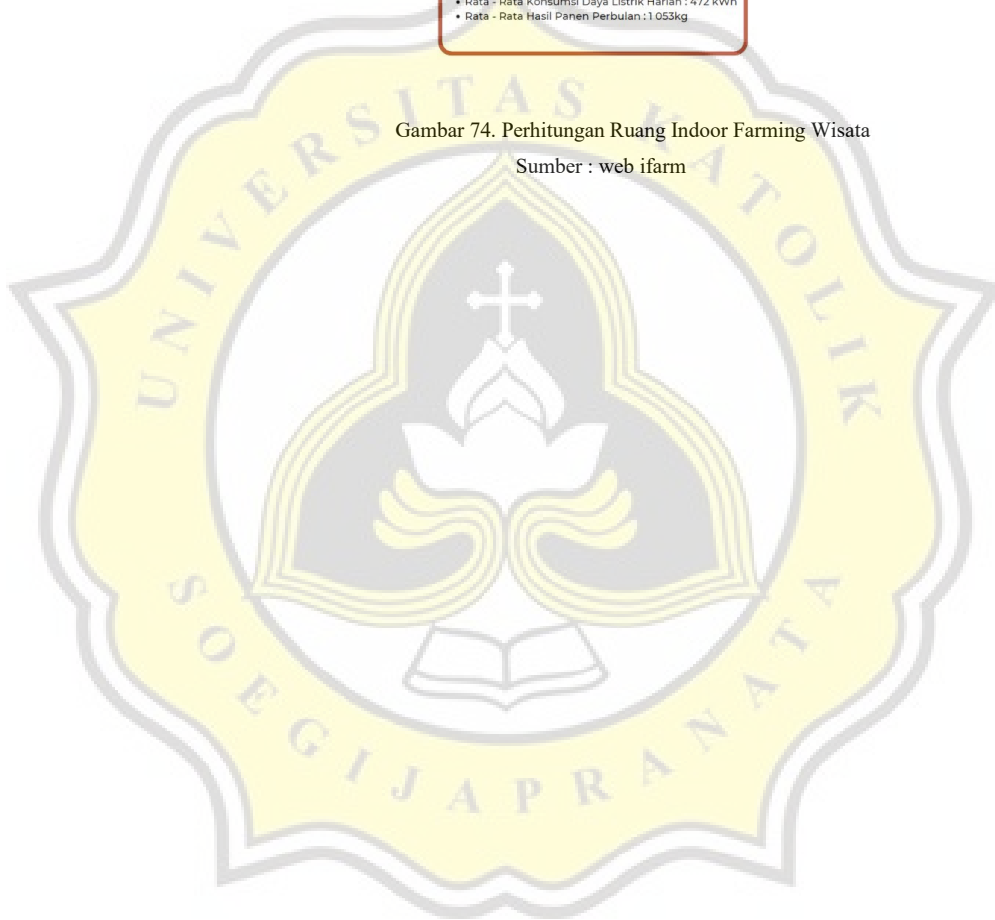 • Rata - Rata Konsumsi Daya Listrik Harian : 472 kWh
• Rata - Rata Hasil Panen Perbulan : 1 053kg
Gambar 74. Perhitungan Ruang Indoor Farming Wisata
Sumber : web ifarm
UNIVERSITAS KATOLIK
SOEGIJAPRANATA